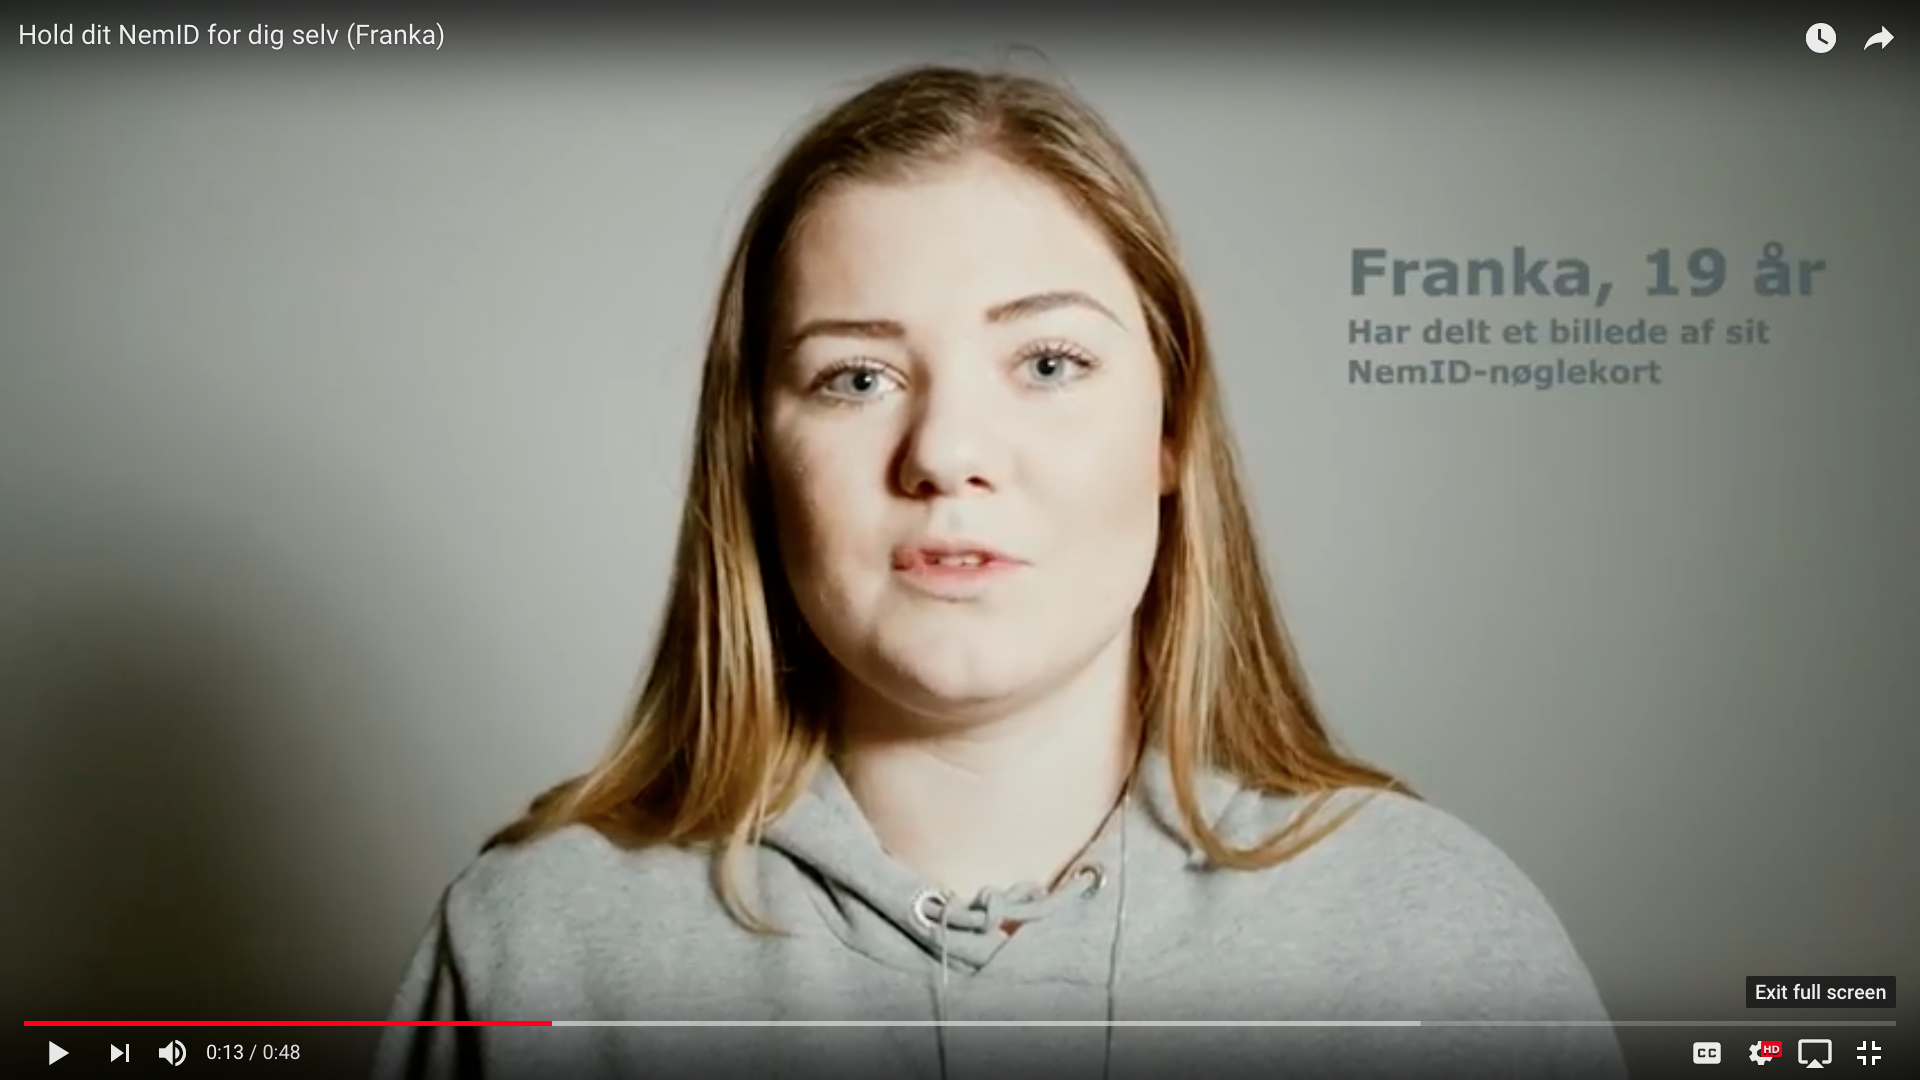 Hold dit NemID for dig selv (Franka)
Franka, 19 år
Har delt et billede af sit
NemID-nøglekort
Exit full screen
0:13 / 0:48
CC
HD